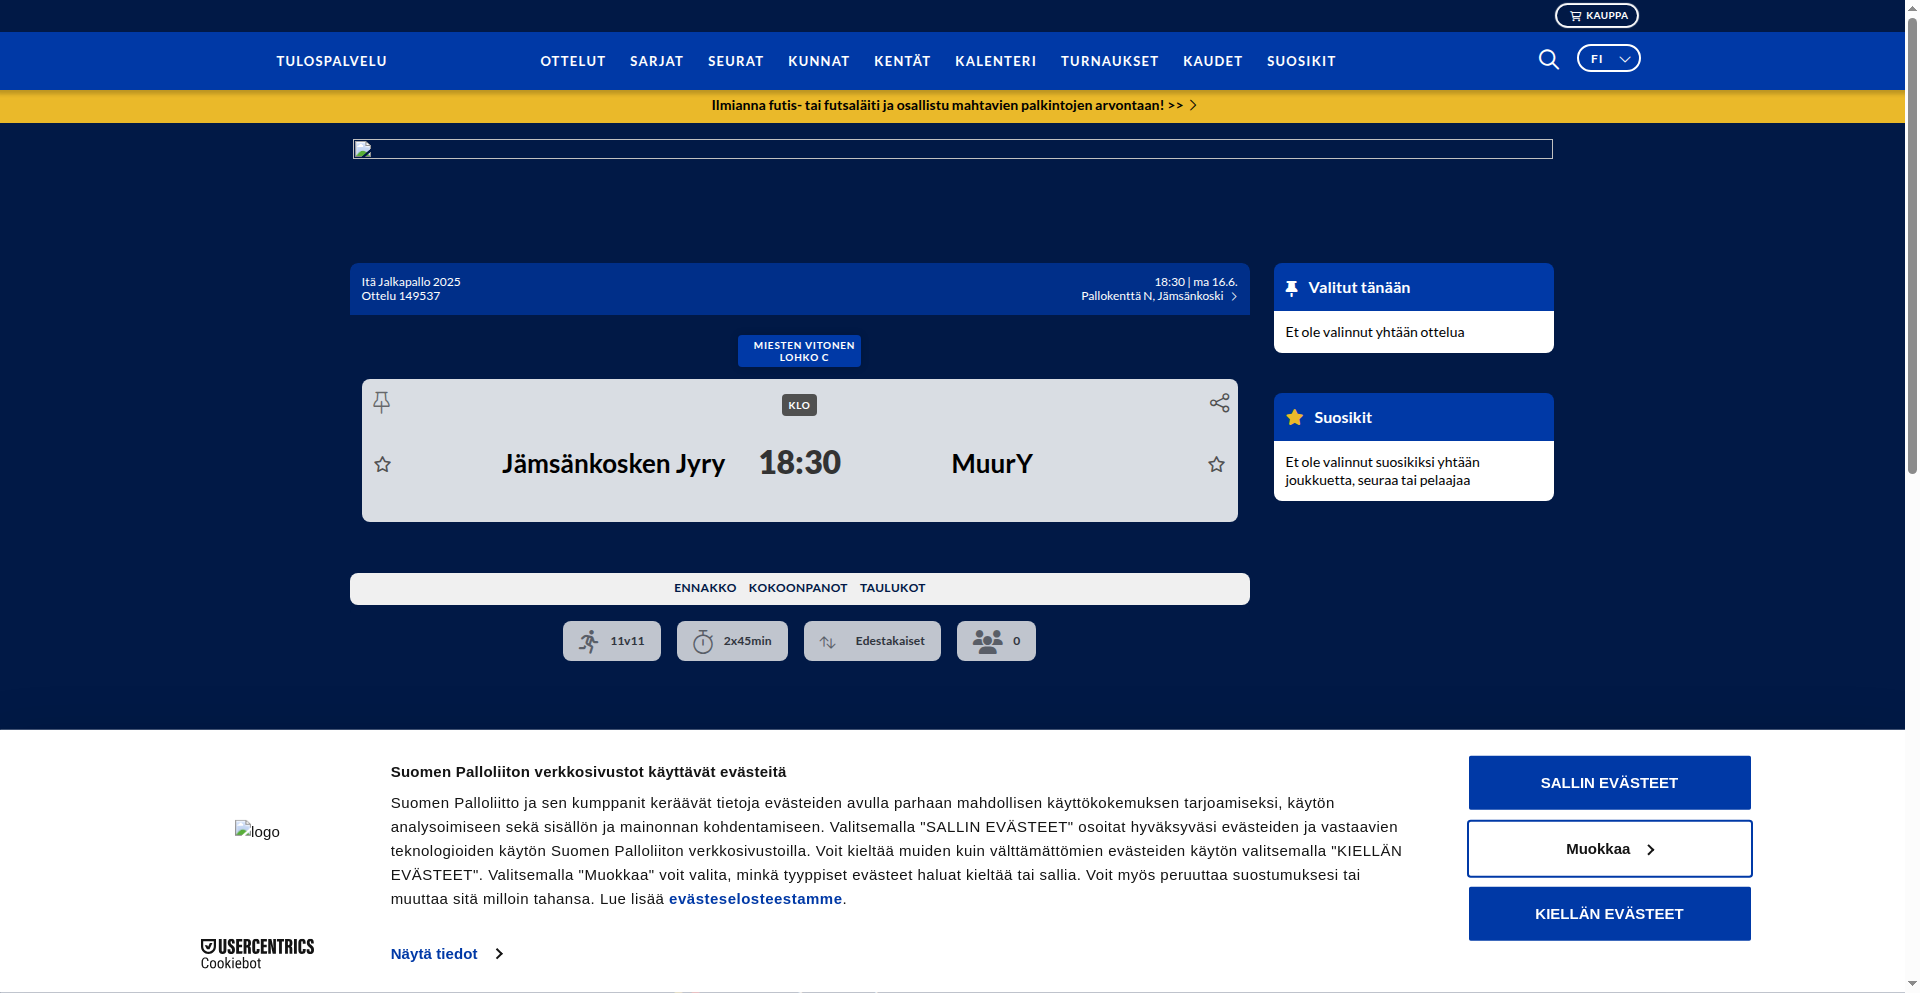 KAUPPA
TULOSPALVELU OTTELUT SARJAT SEURAT KUNNAT KENTÄT KALENTERI TURNAUKSET KAUDET SUOSIKIT FI
Ilmianna futis- tai futsaläiti ja osallistu mahtavien palkintojen arvontaan! >>
Itä Jalkapallo 2025
Ottelu 149537
18:30 | ma 16.6.
Pallokenttä N, Jämsänkoski
MIESTEN VITONEN
LOHKO C
KLO
Jämsänkosken Jyry 18:30 MuurY
ENNAKKO KOKOONPANOT TAULUKOT
11v11 2x45min Edestakaiset 0
Valitut tänään
Et ole valinnut yhtään ottelua
Suosikit
Et ole valinnut suosikiksi yhtään
joukkuetta, seuraa tai pelaajaa
logo
USERCENTRICS
Cookiebot
Suomen Palloliiton verkkosivustot käyttävät evästeitä
Suomen Palloliitto ja sen kumppanit keräävät tietoja evästeiden avulla parhaan mahdollisen käyttökokemuksen tarjoamiseksi, käytön
analysoimiseen sekä sisällön ja mainonnan kohdentamiseen. Valitsemalla "SALLIN EVÄSTEET" osoitat hyväksyväsi evästeiden ja vastaavien
teknologioiden käytön Suomen Palloliiton verkkosivustoilla. Voit kieltää muiden kuin välttämättömien evästeiden käytön valitsemalla "KIELLÄN
EVÄSTEET". Valitsemalla "Muokkaa" voit valita, minkä tyyppiset evästeet haluat kieltää tai sallia. Voit myös peruuttaa suostumuksesi tai
muuttaa sitä milloin tahansa. Lue lisää evästeselosteestamme.
Näytä tiedot
SALLIN EVÄSTEET
Muokkaa
KIELLÄN EVÄSTEET